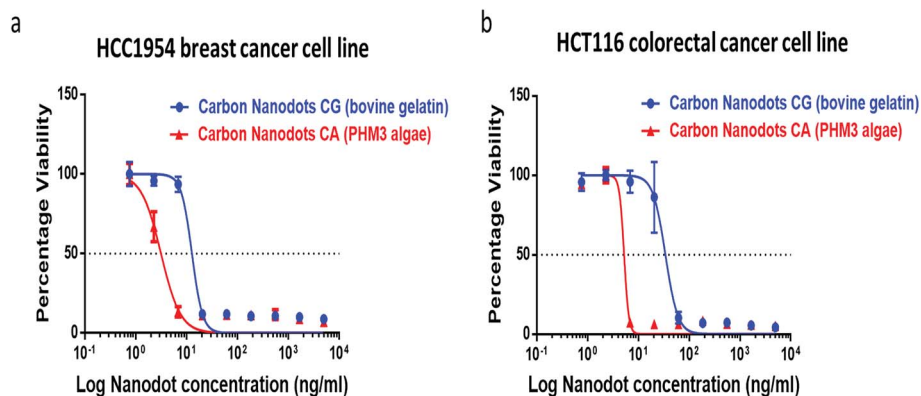 a
HCC1954 breast cancer cell line
Carbon Nanodots CG (bovine gelatin)
Carbon Nanodots CA (PHM3 algae)
Percentage Viability
150
100
50
0
10-1
100
101
102
103
104
Log Nanodot concentration (ng/ml)
b
HCT116 colorectal cancer cell line
Carbon Nanodots CG (bovine gelatin)
Carbon Nanodots CA (PHM3 algae)
Percentage Viability
150
100
50
0
10-1
100
101
102
103
104
Log Nanodot concentration (ng/ml)